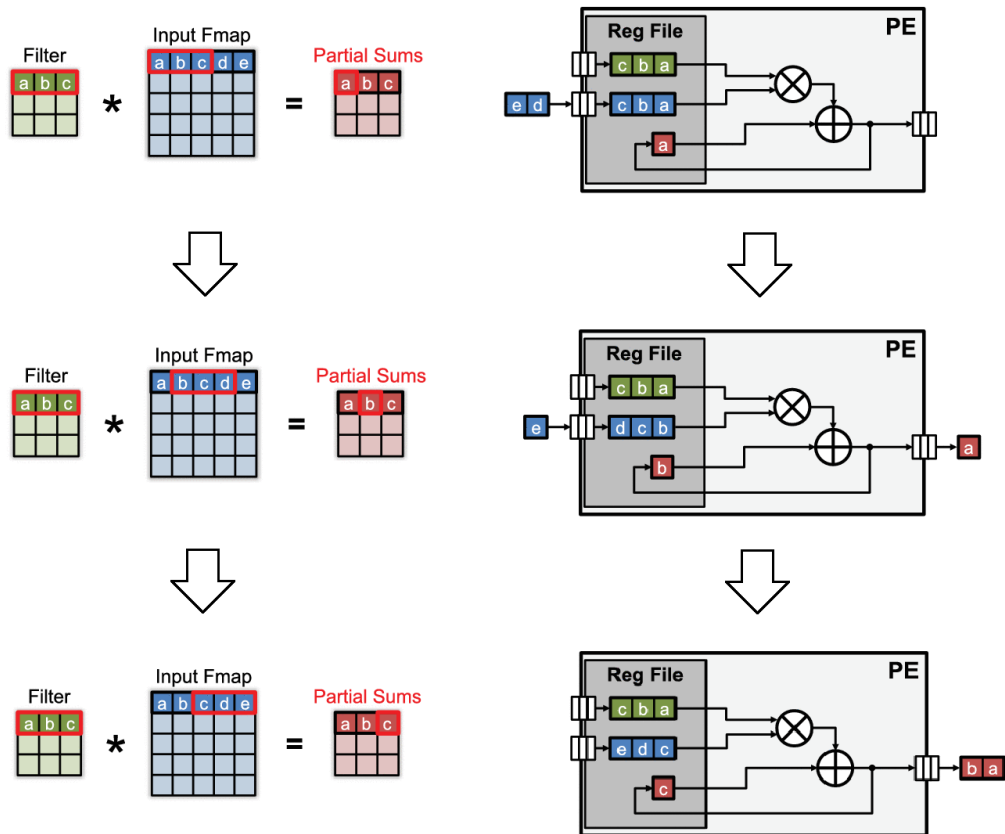 Filter
Input Fmap
Partial Sums
a b c
*
a b c d e
=
a b c
PE
Reg File
c b a
e d
c b a
a
Filter
Input Fmap
Partial Sums
a b c
*
a b c d e
=
a b c
PE
Reg File
c b a
e
d c b
b
a
Filter
Input Fmap
Partial Sums
a b c
*
a b c d e
=
a b c
PE
Reg File
c b a
e d c
c
b a